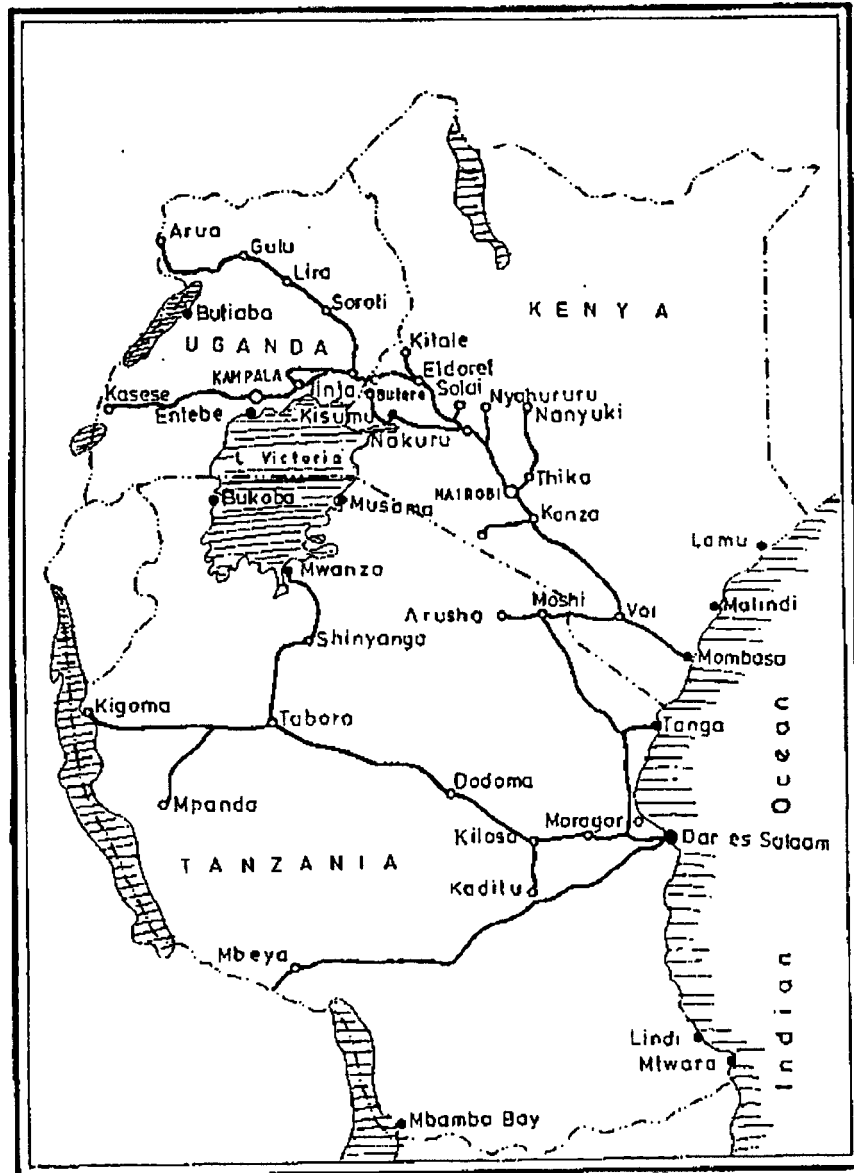 Arua
Gulu
Lira
Soroti
Butiaba
UGANDA
KENYA
Kitale
Eldoret
Solai
KAMPALA
Jinja
Butere
Nyahururu
Nanyuki
Kasese
Entebe
Kisumu
Nakuru
L Victoria
Thika
NAIROBI
Bukoba
Musama
Konza
Lamu
Mwanza
Malindi
Arusha
Moshi
Voi
Shinyanga
Mombasa
Kigoma
Tabora
Tanga
Dodoma
Mpanda
Kilosa
Morogoro
Dar es Salaam
TANZANIA
Kaditu
Mbeya
Lindi
Mtwara
Mbamba Bay
Indian Ocean